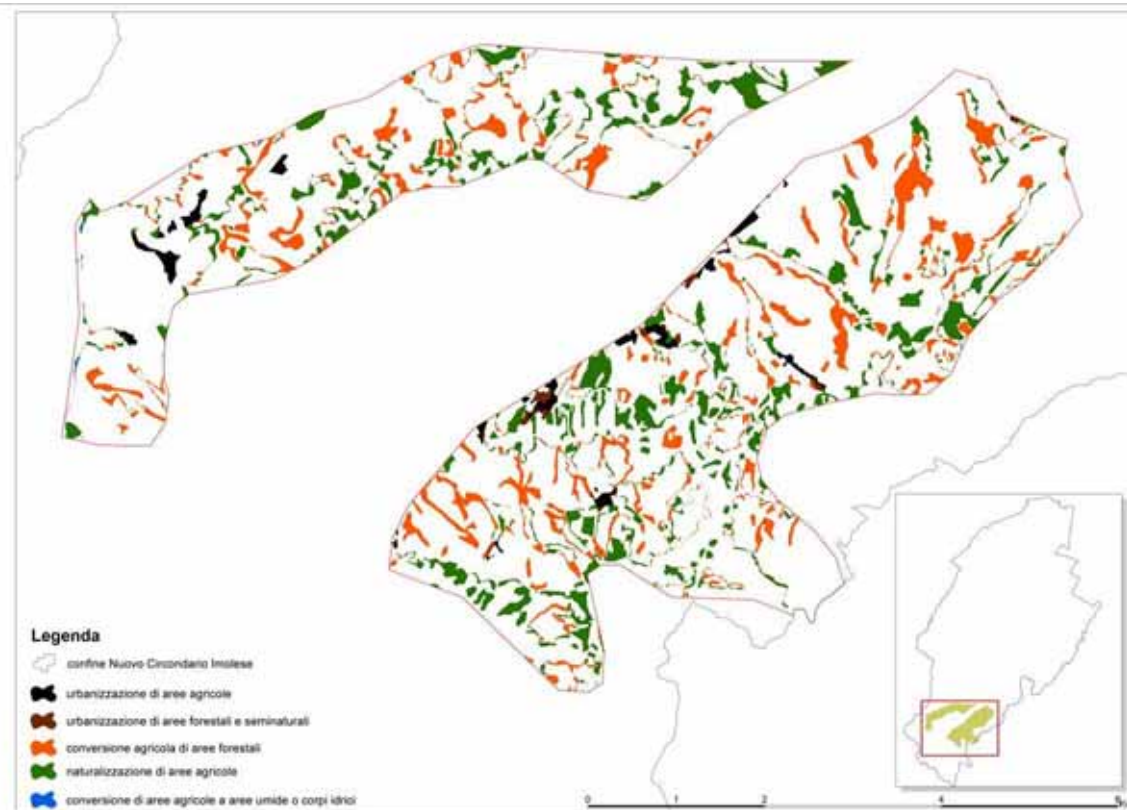 Legenda
confine Nuovo Circondario Imolese
urbanizzazione di aree agricole
urbanizzazione di aree forestali e seminaturali
conversione agricola di aree forestali
naturalizzazione di aree agricole
conversione di aree agricole a aree umide o corpi idrici
0 1 2 4